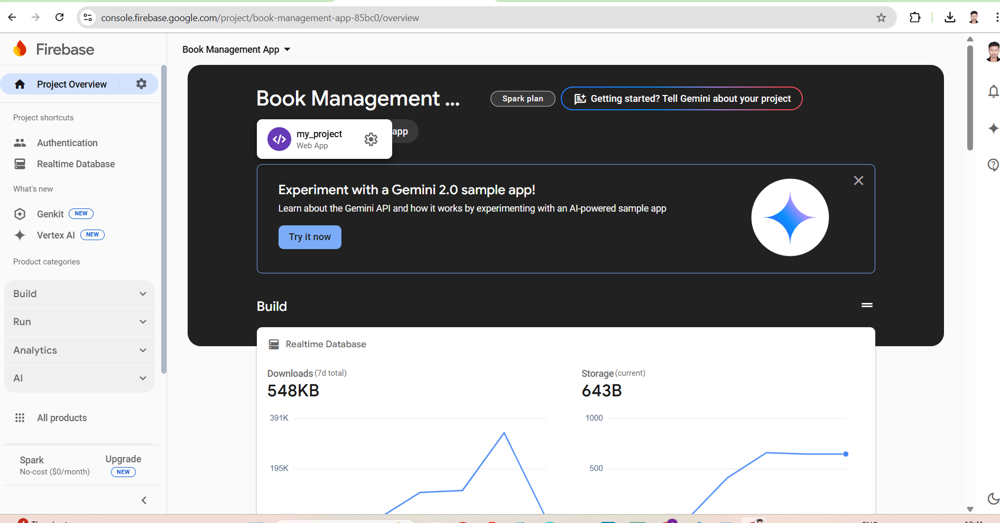 console.firebase.google.com/project/book-management-app-85bc0/overview
Firebase
Book Management App
Project Overview
Book Management ...
Spark plan
Getting started? Tell Gemini about your project
Project shortcuts
my_project
Web App
app
Authentication
Realtime Database
What's new
Genkit NEW
Vertex AI NEW
Experiment with a Gemini 2.0 sample app!
Learn about the Gemini API and how it works by experimenting with an AI-powered sample app
Try it now
Product categories
Build
Run
Analytics
AI
All products
Spark
No-cost ($0/month)
Upgrade
NEW
Build
Realtime Database
Downloads (7d total)
548KB
391K
195K
Storage (current)
643B
1000
500